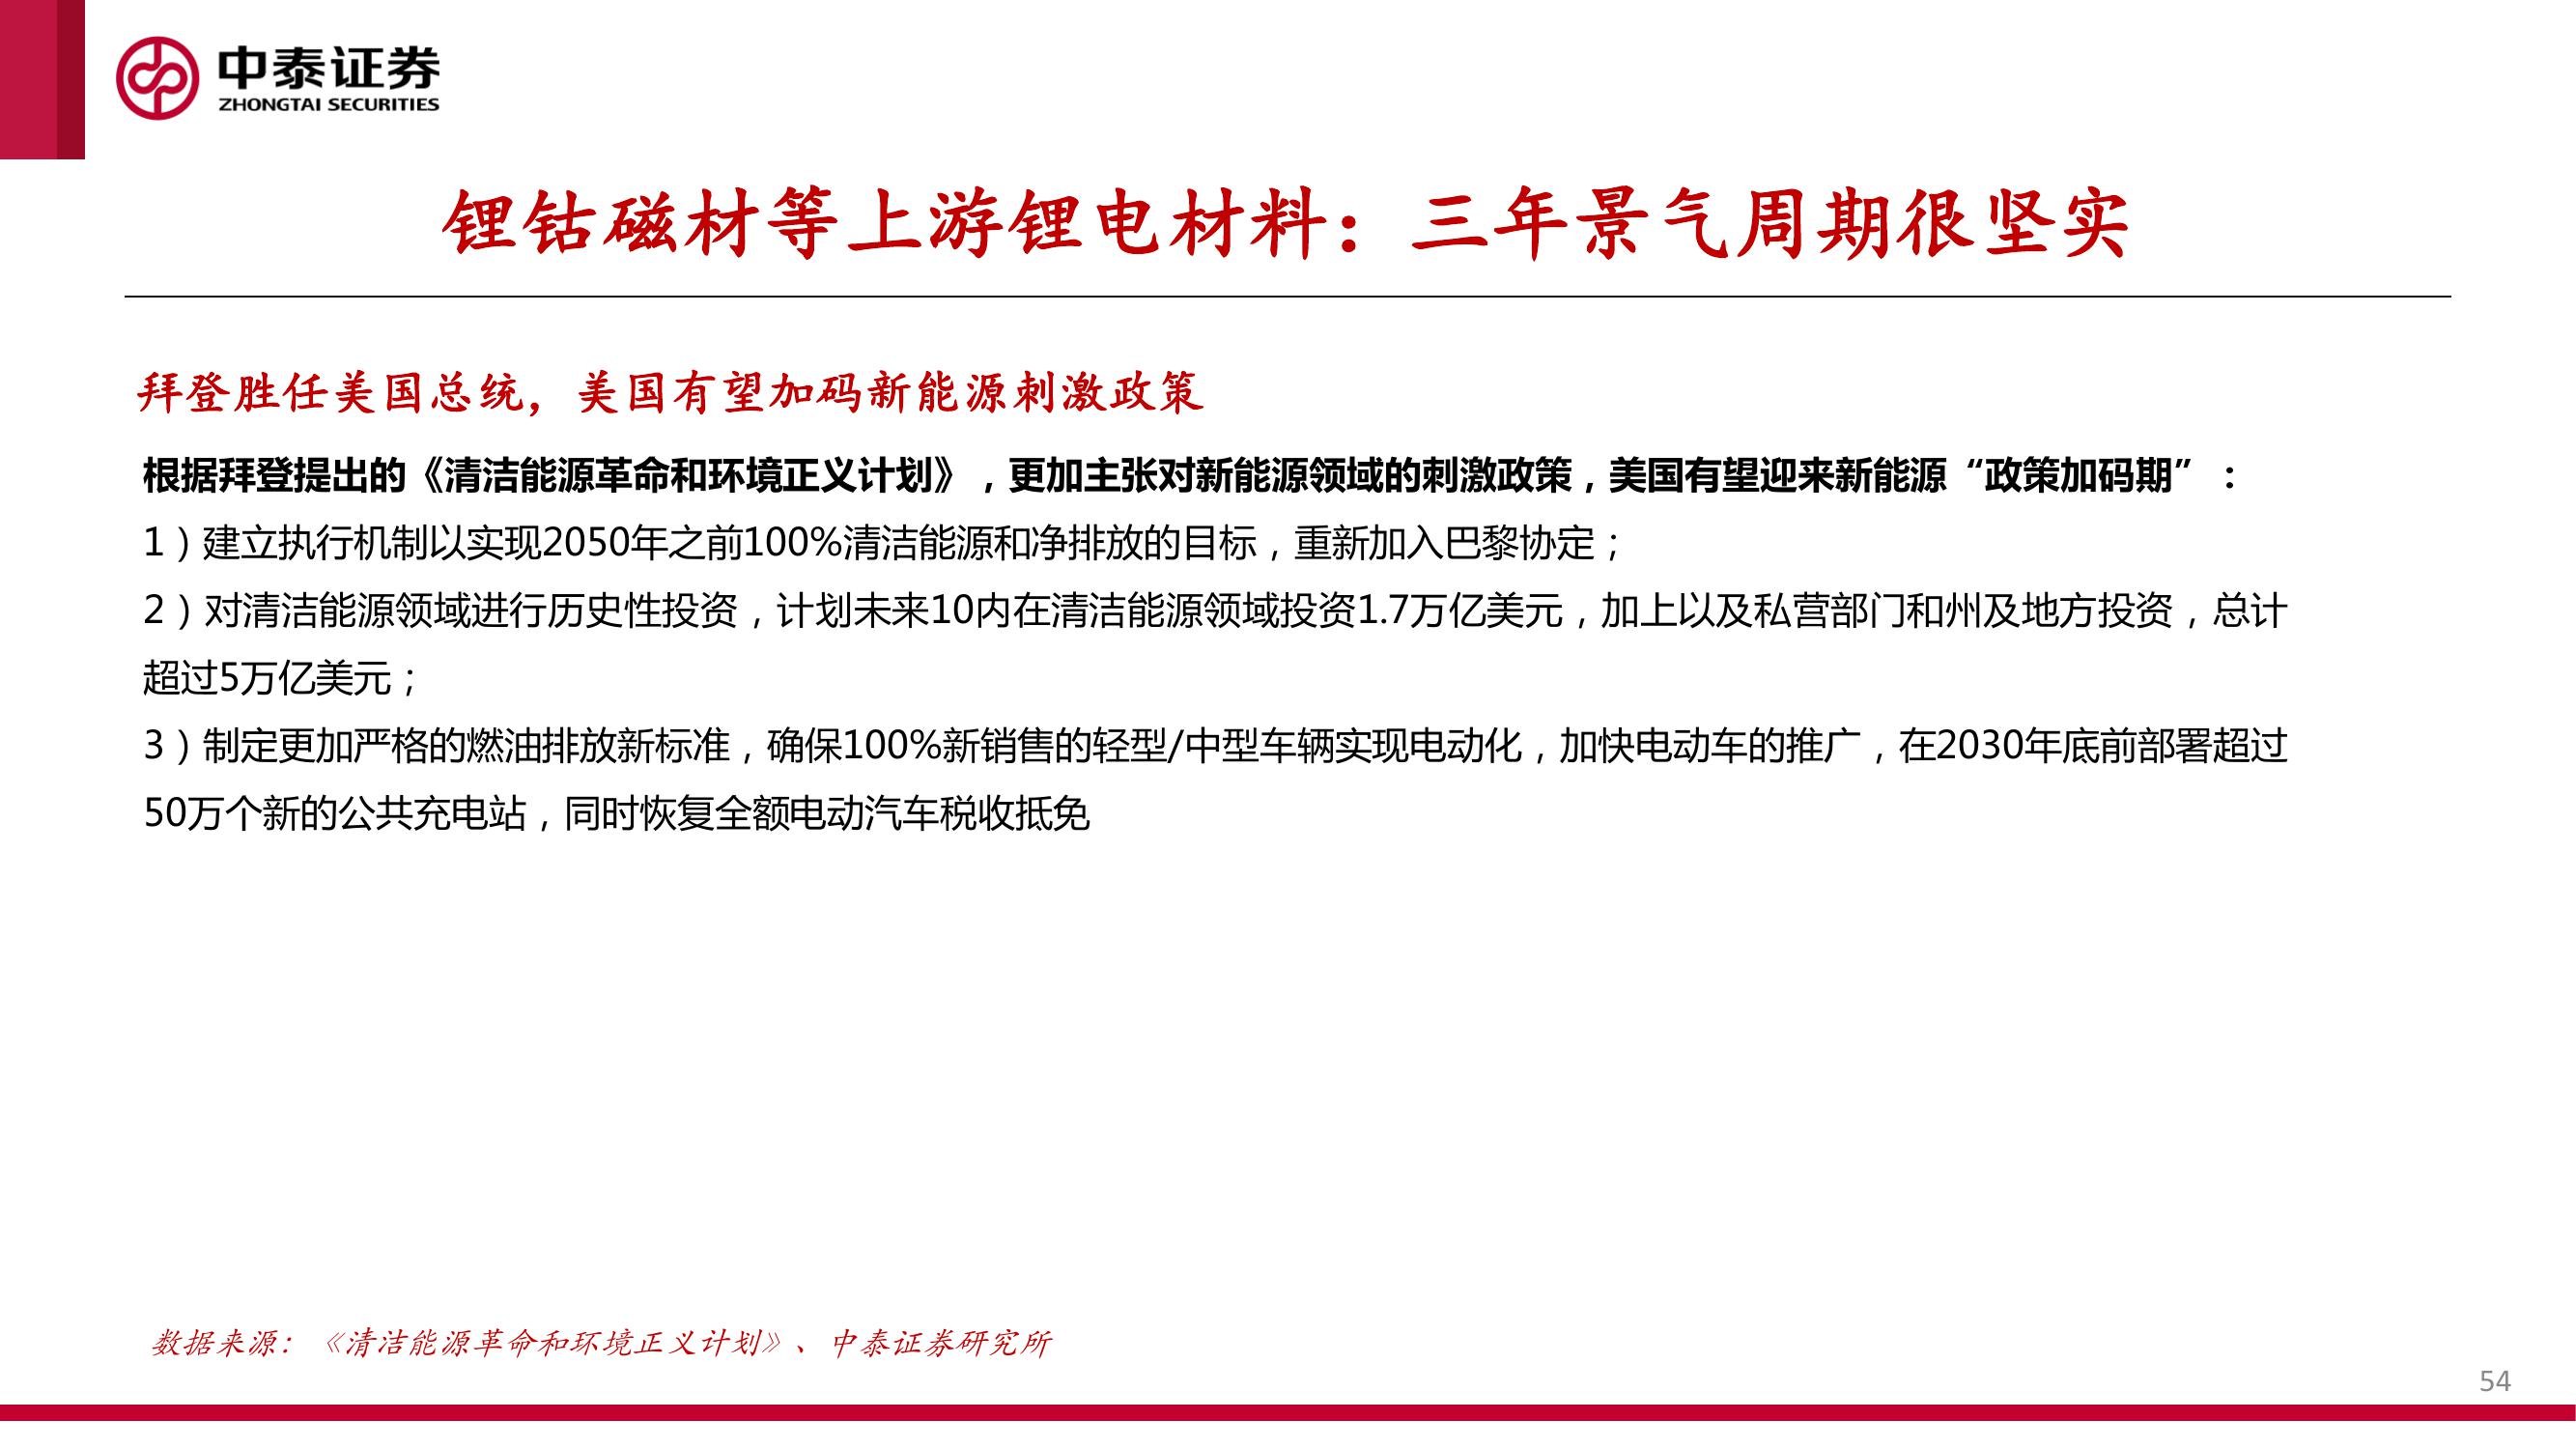 中泰证券
ZHONGTAI SECURITIES
锂钴磁材等上游锂电材料：三年景气周期很坚实
拜登胜任美国总统，美国有望加码新能源刺激政策
根据拜登提出的《清洁能源革命和环境正义计划》，更加主张对新能源领域的刺激政策，美国有望迎来新能源“政策加码期”：
1）建立执行机制以实现2050年之前100%清洁能源和净排放的目标，重新加入巴黎协定；
2）对清洁能源领域进行历史性投资，计划未来10内在清洁能源领域投资1.7万亿美元，加上以及私营部门和州及地方投资，总计
超过5万亿美元；
3）制定更加严格的燃油排放新标准，确保100%新销售的轻型/中型车辆实现电动化，加快电动车的推广，在2030年底前部署超过
50万个新的公共充电站，同时恢复全额电动汽车税收抵免
数据来源：《清洁能源革命和环境正义计划》、中泰证券研究所
54